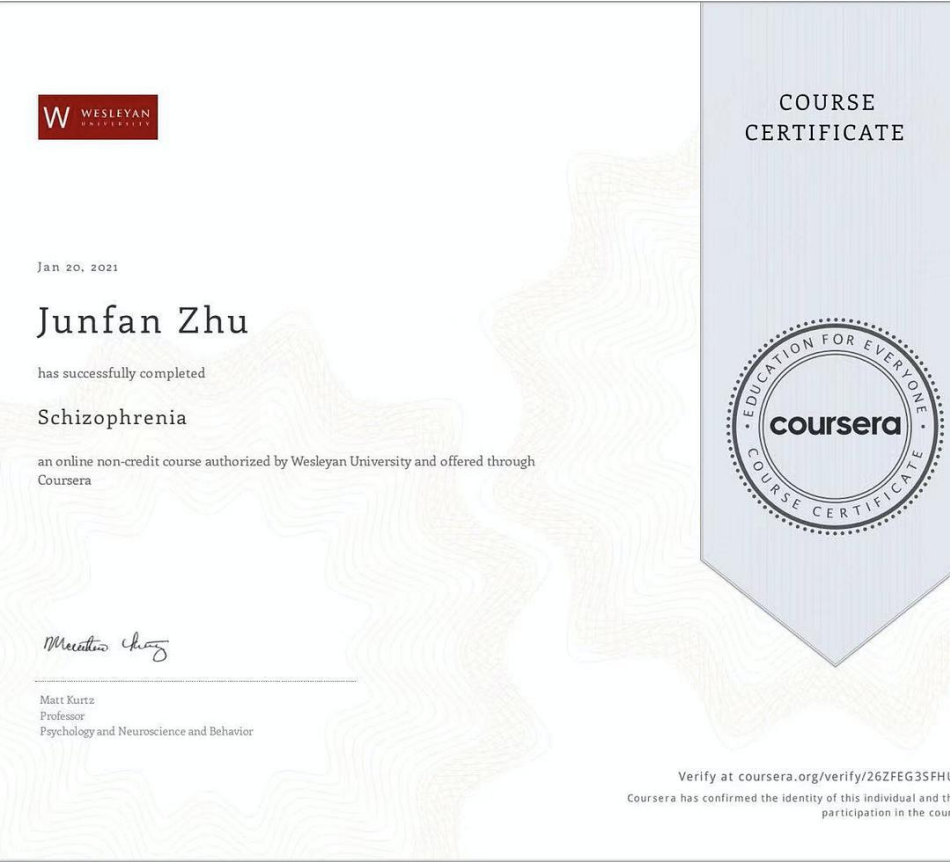 W WESLEYAN
UNIVERSITY
COURSE
CERTIFICATE
Jan 20, 2021
Junfan Zhu
has successfully completed
Schizophrenia
an online non-credit course authorized by Wesleyan University and offered through
Coursera
EDUCATION FOR EVERYONE
coursera
COURSE CERTIFICATE
Matt Kurtz
Professor
Psychology and Neuroscience and Behavior
Verify at coursera.org/verify/26ZFEG3SFH
Coursera has confirmed the identity of this individual and
participation in the